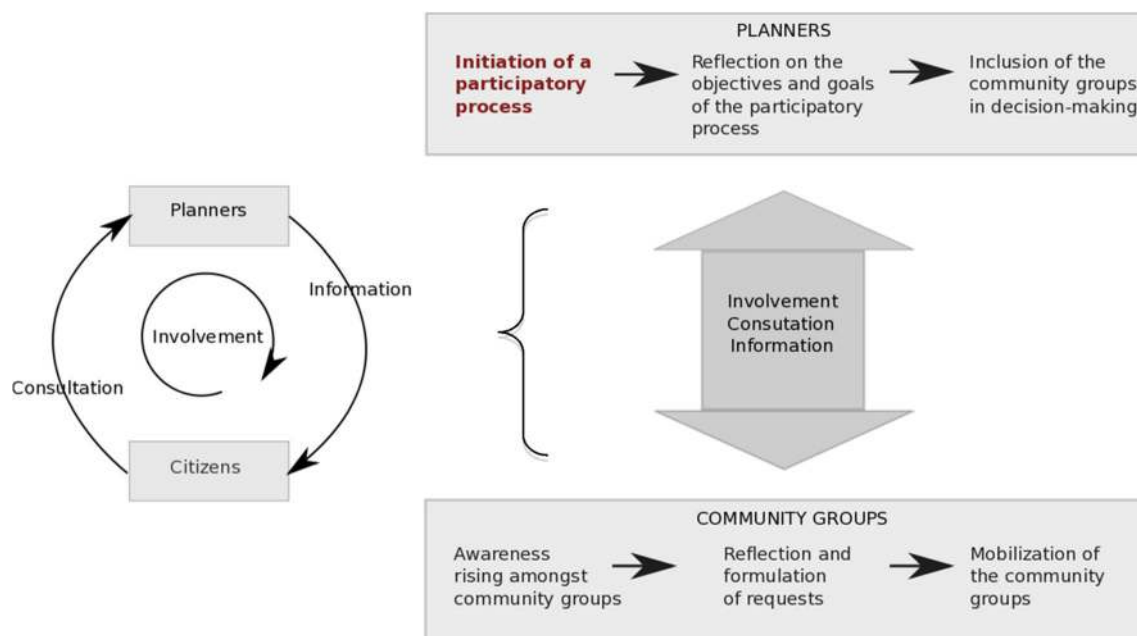 PLANNERS
Initiation of a
participatory
process
Reflection on the
objectives and goals
of the participatory
process
Inclusion of the
community groups
in decision-making
Planners
Information
Involvement
Consultation
Citizens
Involvement
Consutation
Information
COMMUNITY GROUPS
Awareness
rising amongst
community groups
Reflection and
formulation
of requests
Mobilization of
the community
groups